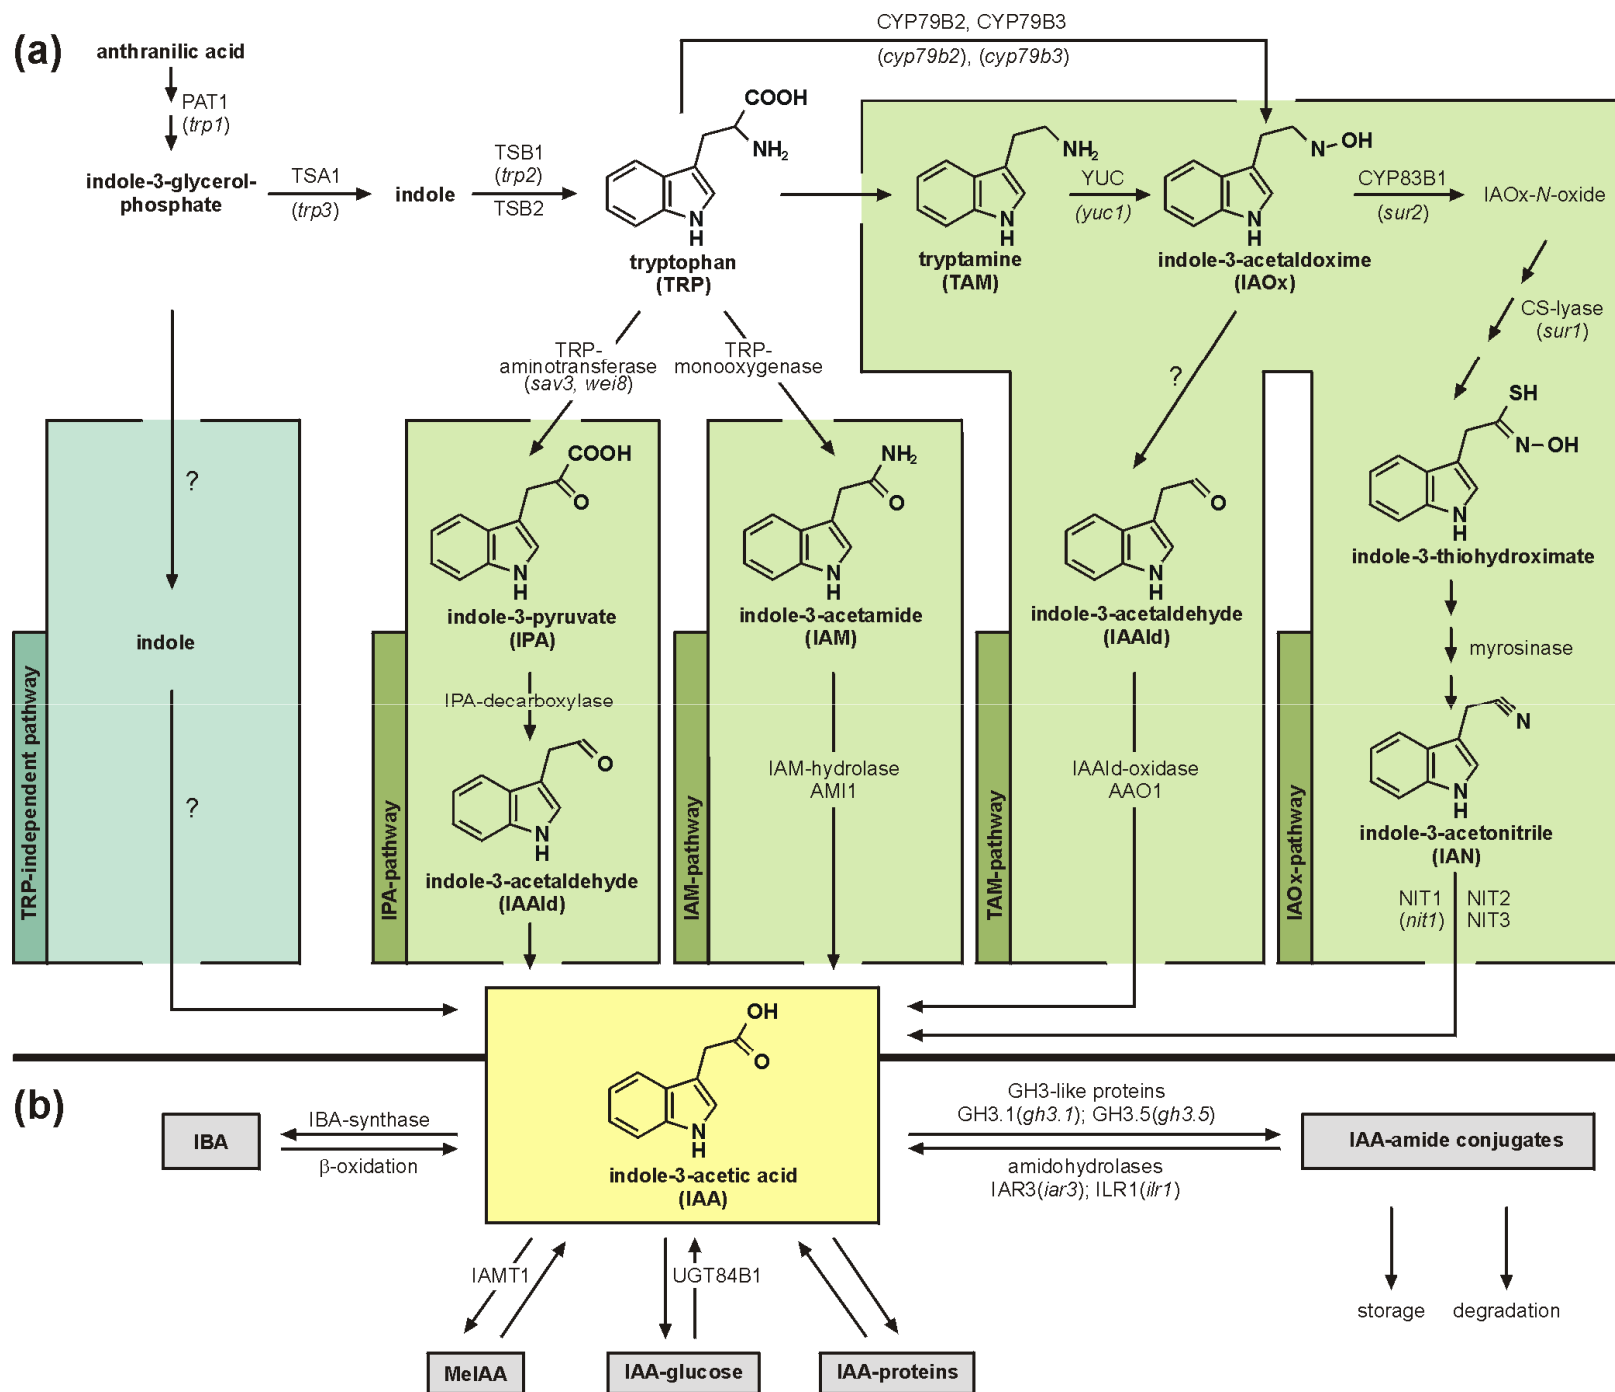 (a)
anthranilic acid
PAT1
(trp1)
indole-3-glycerol-
phosphate
TSA1
(trp3)
indole
TSB1
(trp2)
TSB2
COOH
NH2
N
H
tryptophan
(TRP)
CYP79B2, CYP79B3
(cyp79b2), (cyp79b3)
NH2
N
H
tryptamine
(TAM)
YUC
(yuc1)
N-OH
N
H
indole-3-acetaldoxime
(IAOx)
CYP83B1
(sur2)
IAOx-N-oxide
CS-lyase
(sur1)
TRP-
aminotransferase
(sav3, wei8)
TRP-
monooxygenase
?
?
COOH
O
N
H
indole-3-pyruvate
(IPA)
NH2
O
N
H
indole-3-acetamide
(IAM)
O
N
H
indole-3-acetaldehyde
(IAAld)
SH
N-OH
N
H
indole-3-thiohydroximate
indole
?
IPA-decarboxylase
O
N
H
indole-3-acetaldehyde
(IAAld)
IAM-hydrolase
AMI1
IAAld-oxidase
AAO1
myrosinase
N
N
H
indole-3-acetonitrile
(IAN)
NIT1
(nit1)
NIT2
NIT3
TRP-independent pathway
IPA-pathway
IAM-pathway
TAM-pathway
IAOx-pathway
OH
O
N
H
indole-3-acetic acid
(IAA)
(b)
IBA
IBA-synthase
β-oxidation
GH3-like proteins
GH3.1(gh3.1); GH3.5(gh3.5)
amidohydrolases
IAR3(iar3); ILR1(ilr1)
IAA-amide conjugates
storage
degradation
IAMT1
UGT84B1
MeIAA
IAA-glucose
IAA-proteins